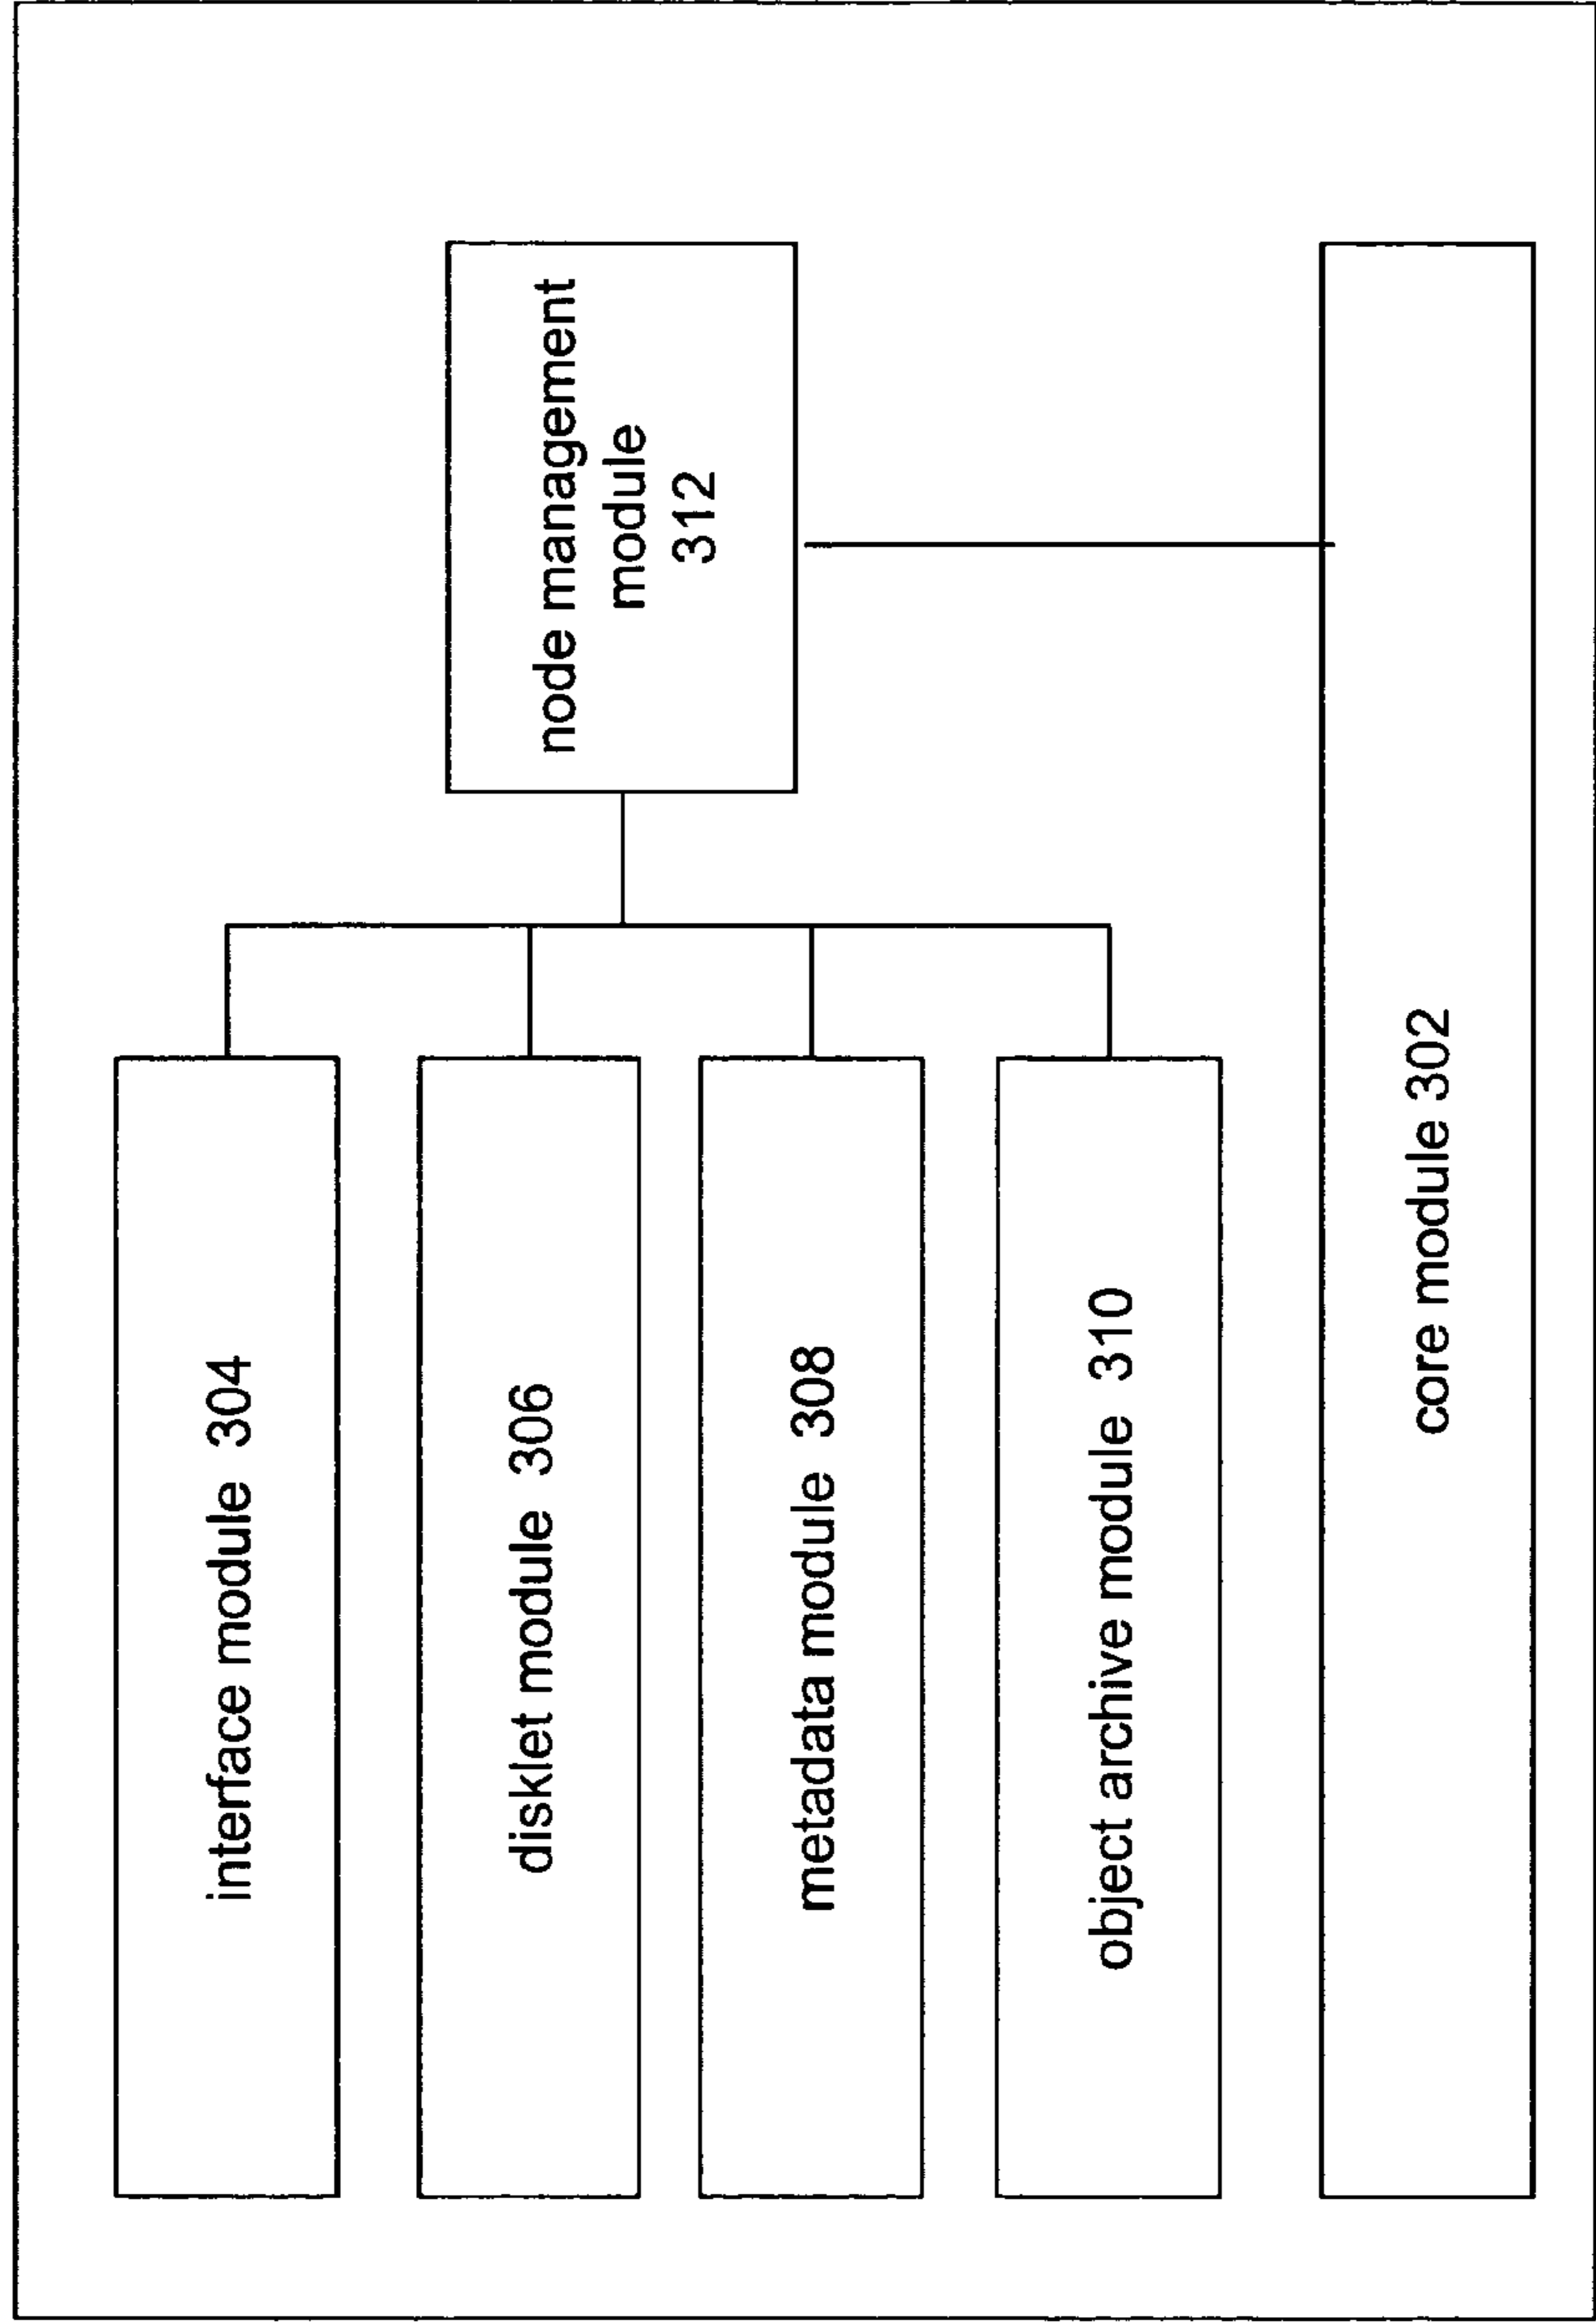 interface module 304
disklet module 306
metadata module 308
object archive module 310
node management
module
312
core module 302